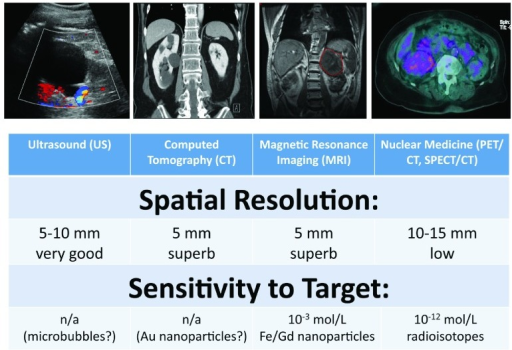 Ultrasound (US)
Computed
Tomography (CT)
Magnetic Resonance
Imaging (MRI)
Nuclear Medicine (PET/
CT, SPECT/CT)
Spatial Resolution:
5-10 mm
very good
5 mm
superb
5 mm
superb
10-15 mm
low
Sensitivity to Target:
n/a
(microbubbles?)
n/a
(Au nanoparticles?)
10⁻³ mol/L
Fe/Gd nanoparticles
10⁻¹² mol/L
radioisotopes